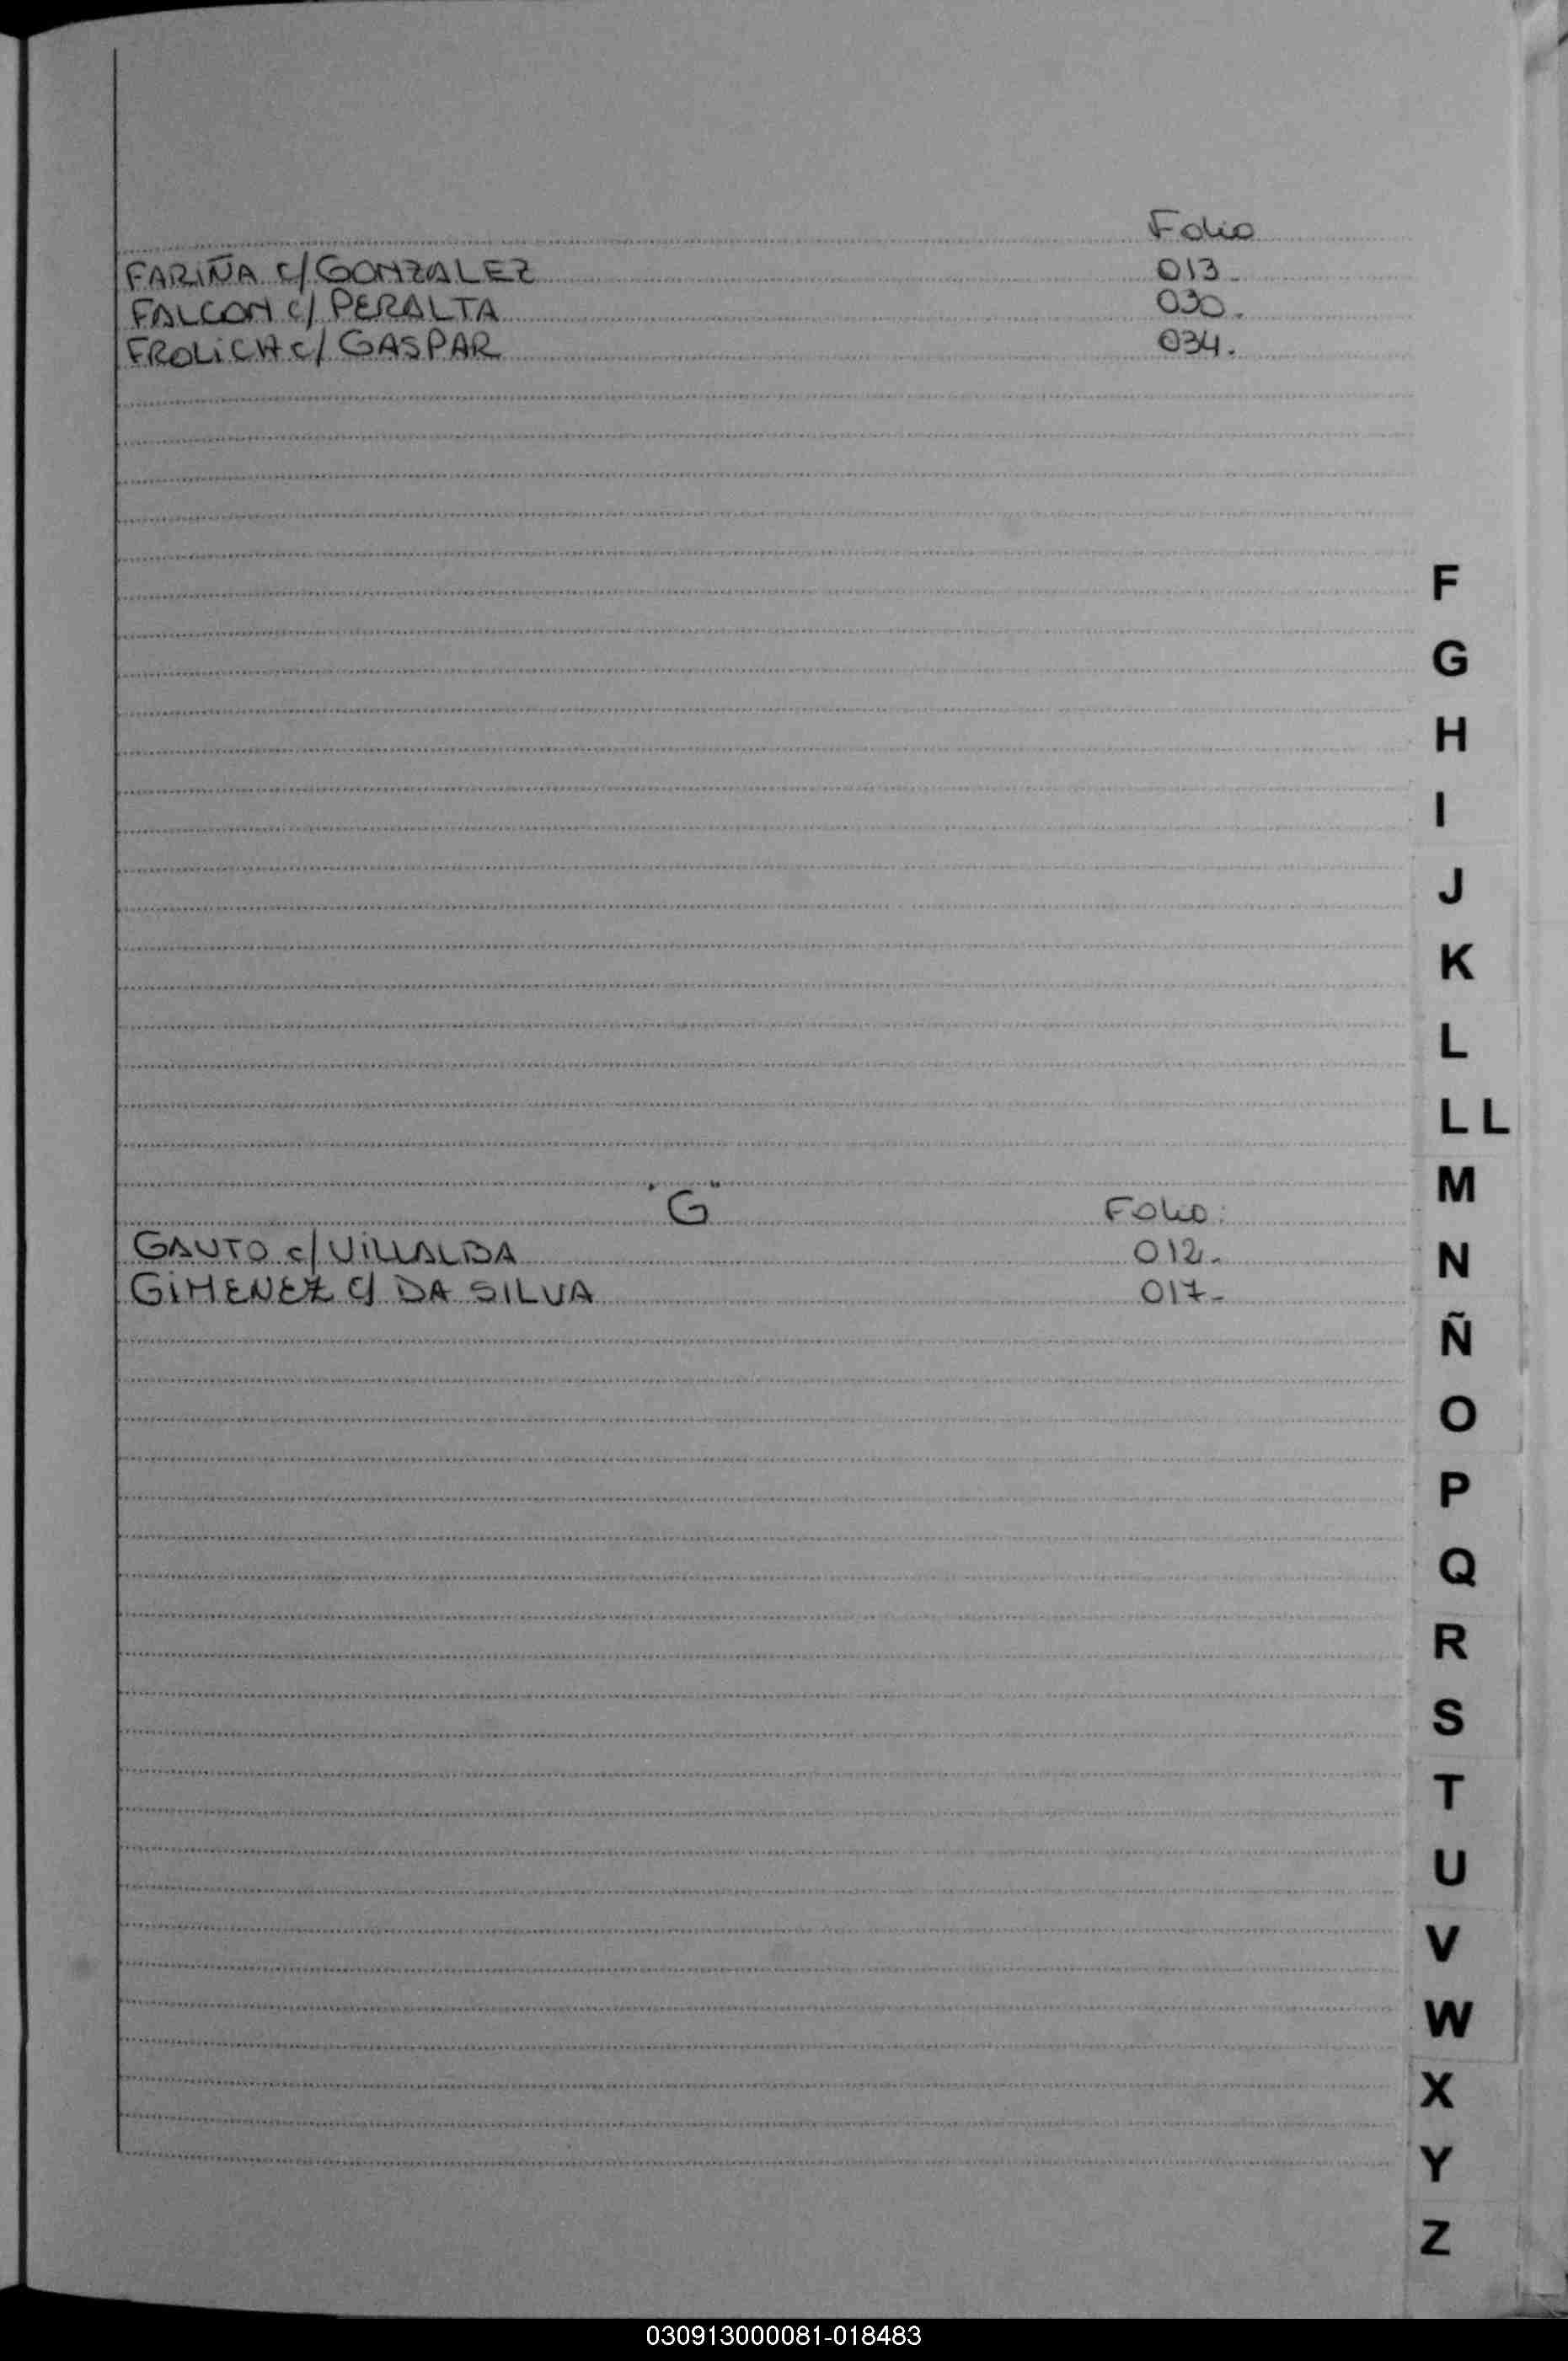 Folio
FARIÑA c/ GONZALEZ 013-
FALCON c/ PERALTA 030.
FROLICH c/ GASPAR 034.
F
G
H
I
J
K
L
LL
M
"G" Folio:
GAUTO c/ VILLALBA 012-
N
GIMENEZ c/ DA SILVA 017-
Ñ
O
P
Q
R
S
T
U
V
W
X
Y
Z
030913000081-018483